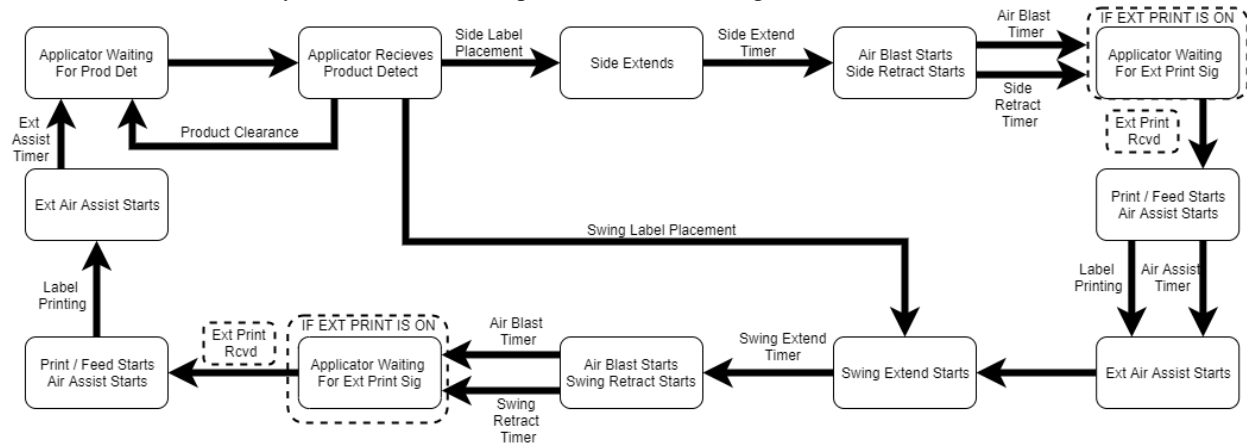 Applicator Waiting
For Prod Det
Applicator Recieves
Product Detect
Side Label
Placement
Side Extends
Side Extend
Timer
Air Blast Starts
Side Retract Starts
Air Blast
Timer
Side
Retract
Timer
IF EXT PRINT IS ON
Applicator Waiting
For Ext Print Sig
Ext
Assist
Timer
Product Clearance
Ext Print
Rcvd
Ext Air Assist Starts
Print / Feed Starts
Air Assist Starts
Swing Label Placement
Label
Printing
Label
Printing
Air Assist
Timer
Print / Feed Starts
Air Assist Starts
Ext Print
Rcvd
IF EXT PRINT IS ON
Applicator Waiting
For Ext Print Sig
Air Blast
Timer
Swing
Retract
Timer
Air Blast Starts
Swing Retract Starts
Swing Extend
Timer
Swing Extend Starts
Ext Air Assist Starts